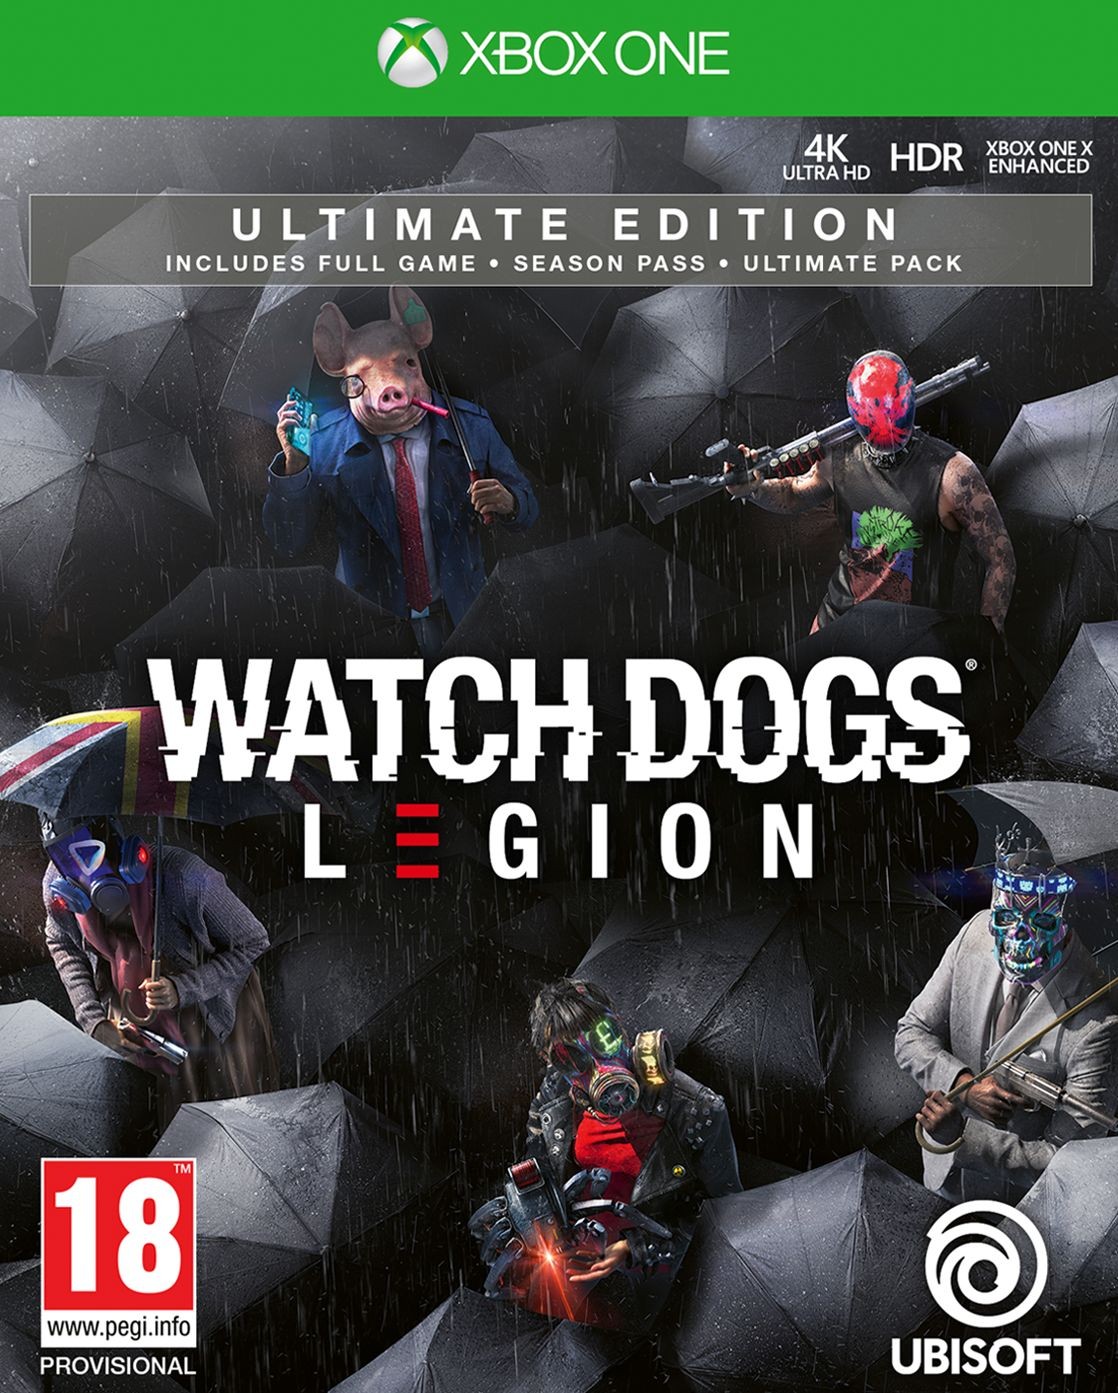 XBOX ONE
4K
ULTRA HD
HDR
XBOX ONE X
ENHANCED
ULTIMATE EDITION
INCLUDES FULL GAME • SEASON PASS • ULTIMATE PACK
WATCH DOGS®
LEGION
18™
www.pegi.info
PROVISIONAL
UBISOFT